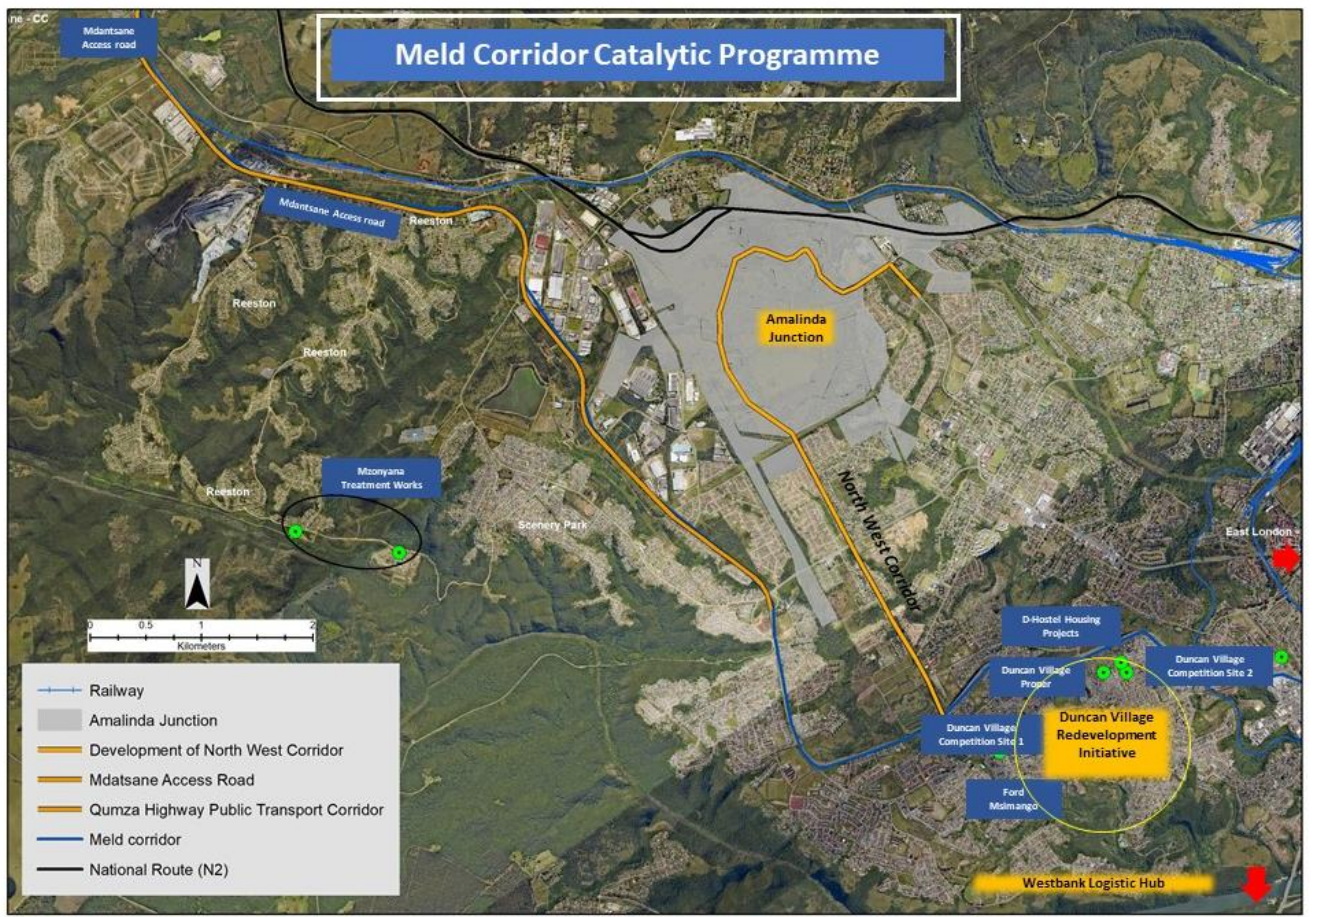 ne - CC
Mdantsane
Access road
Meld Corridor Catalytic Programme
Mdantsane Access road
Reeston
Reeston
Reeston
Amalinda
Junction
Mzonyana
Treatment Works
Reeston
Scenery Park
North West Corridor
East London
N
0 0.5 1 2
Kilometers
D-Hostel Housing
Projects
Duncan Village
Proper
Duncan Village
Competition Site 2
Duncan Village
Competition Site 1
Duncan Village
Redevelopment
Initiative
Ford
Msimango
Westbank Logistic Hub
Railway
Amalinda Junction
Development of North West Corridor
Mdatsane Access Road
Qumza Highway Public Transport Corridor
Meld corridor
National Route (N2)